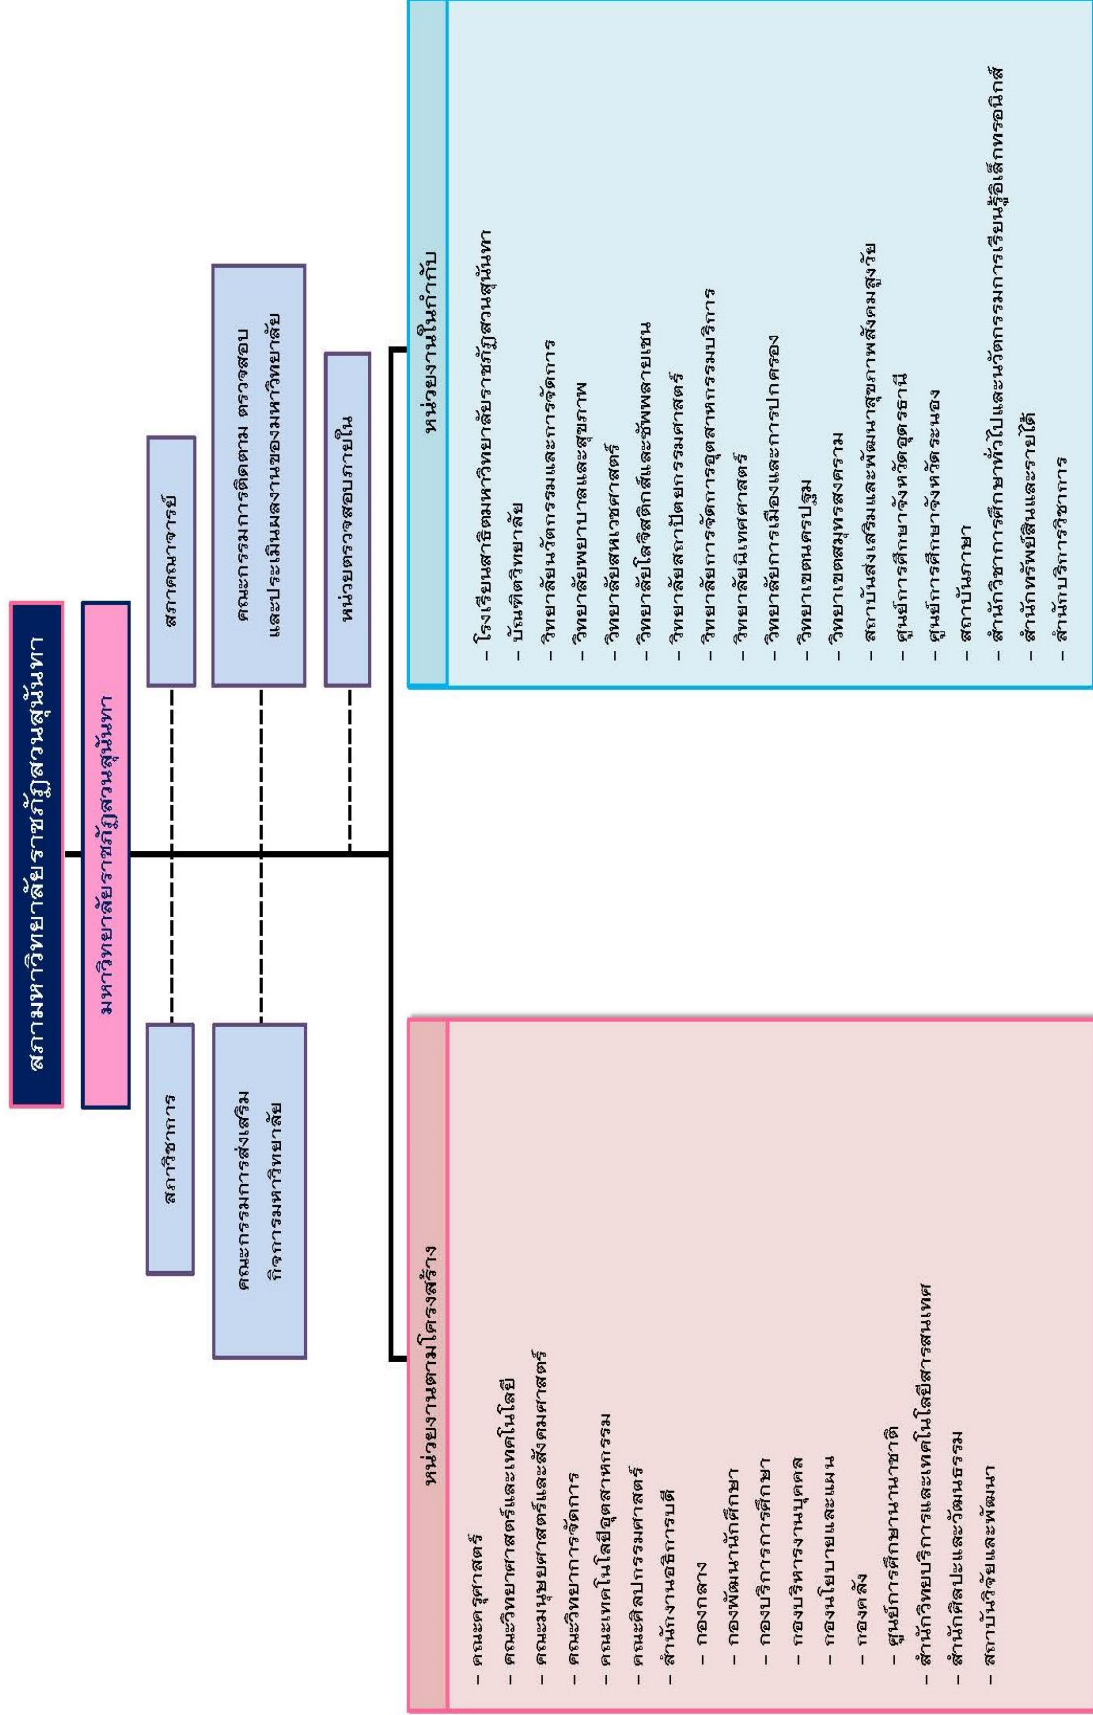 สภามหาวิทยาลัยราชภัฏสวนสุนันทา
มหาวิทยาลัยราชภัฏสวนสุนันทา
สภาวิชาการ
สภาคณาจารย์
คณะกรรมการส่งเสริม
กิจการมหาวิทยาลัย
คณะกรรมการติดตาม ตรวจสอบ
และประเมินผลงานของมหาวิทยาลัย
หน่วยตรวจสอบภายใน
หน่วยงานตามโครงสร้าง
- คณะครุศาสตร์
- คณะวิทยาศาสตร์และเทคโนโลยี
- คณะมนุษยศาสตร์และสังคมศาสตร์
- คณะวิทยาการจัดการ
- คณะเทคโนโลยีอุตสาหกรรม
- คณะศิลปกรรมศาสตร์
- สำนักงานอธิการบดี
- กองกลาง
- กองพัฒนานักศึกษา
- กองบริการการศึกษา
- กองบริหารงานบุคคล
- กองนโยบายและแผน
- กองคลัง
- ศูนย์การศึกษานานาชาติ
- สำนักวิทยบริการและเทคโนโลยีสารสนเทศ
- สำนักศิลปะและวัฒนธรรม
- สถาบันวิจัยและพัฒนา
หน่วยงานในกำกับ
- โรงเรียนสาธิตมหาวิทยาลัยราชภัฏสวนสุนันทา
- บัณฑิตวิทยาลัย
- วิทยาลัยนวัตกรรมและการจัดการ
- วิทยาลัยพยาบาลและสุขภาพ
- วิทยาลัยสหเวชศาสตร์
- วิทยาลัยโลจิสติกส์และซัพพลายเชน
- วิทยาลัยสถาปัตยกรรมศาสตร์
- วิทยาลัยการจัดการอุตสาหกรรมบริการ
- วิทยาลัยนิเทศศาสตร์
- วิทยาลัยการเมืองและการปกครอง
- วิทยาเขตนครปฐม
- วิทยาเขตสมุทรสงคราม
- สถาบันส่งเสริมและพัฒนาสุขภาพสังคมสูงวัย
- ศูนย์การศึกษาจังหวัดอุดรธานี
- ศูนย์การศึกษาจังหวัดระนอง
- สถาบันภาษา
- สำนักวิชาการศึกษาทั่วไปและนวัตกรรมการเรียนรู้อิเล็กทรอนิกส์
- สำนักทรัพย์สินและรายได้
- สำนักบริการวิชาการ